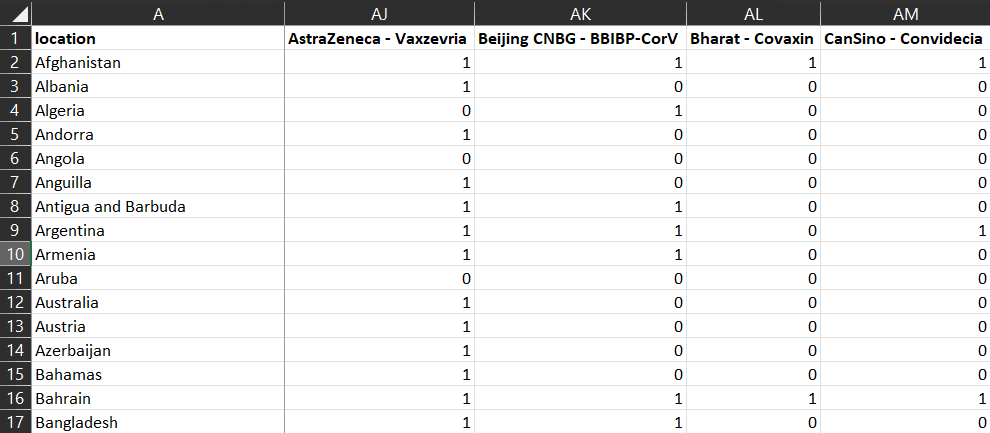 A AJ AK AL AM
1 location AstraZeneca - Vaxzevria Beijing CNBG - BBIBP-CorV Bharat - Covaxin CanSino - Convidecia
2 Afghanistan 1 1 1 1
3 Albania 1 0 0 0
4 Algeria 0 1 0 0
5 Andorra 1 0 0 0
6 Angola 0 0 0 0
7 Anguilla 1 0 0 0
8 Antigua and Barbuda 1 1 0 0
9 Argentina 1 1 0 1
10 Armenia 1 1 0 0
11 Aruba 0 0 0 0
12 Australia 1 0 0 0
13 Austria 1 0 0 0
14 Azerbaijan 1 0 0 0
15 Bahamas 1 0 0 0
16 Bahrain 1 1 1 1
17 Bangladesh 1 1 0 0